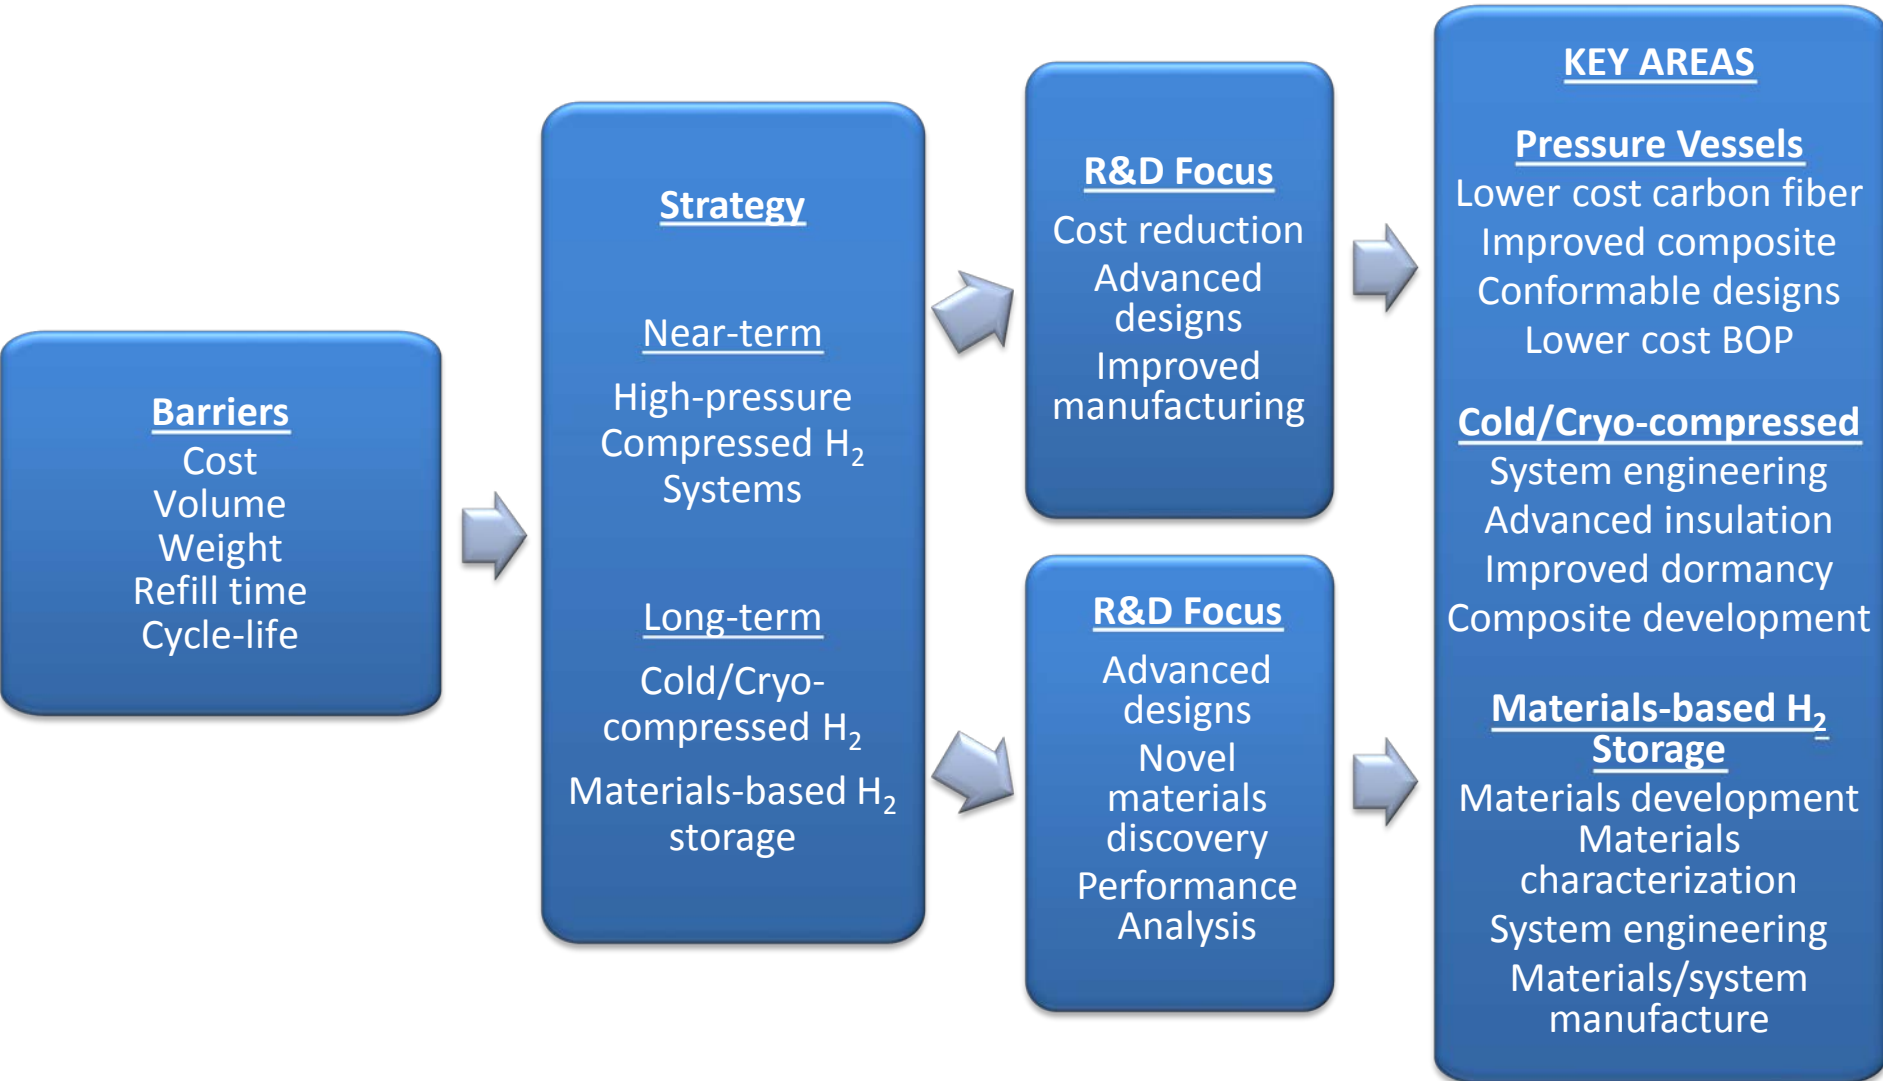 Barriers
Cost
Volume
Weight
Refill time
Cycle-life
Strategy
Near-term
High-pressure
Compressed H₂
Systems
Long-term
Cold/Cryo-
compressed H₂
Materials-based H₂
storage
R&D Focus
Cost reduction
Advanced
designs
Improved
manufacturing
R&D Focus
Advanced
designs
Novel
materials
discovery
Performance
Analysis
KEY AREAS
Pressure Vessels
Lower cost carbon fiber
Improved composite
Conformable designs
Lower cost BOP
Cold/Cryo-compressed
System engineering
Advanced insulation
Improved dormancy
Composite development
Materials-based H₂
Storage
Materials development
Materials
characterization
System engineering
Materials/system
manufacture